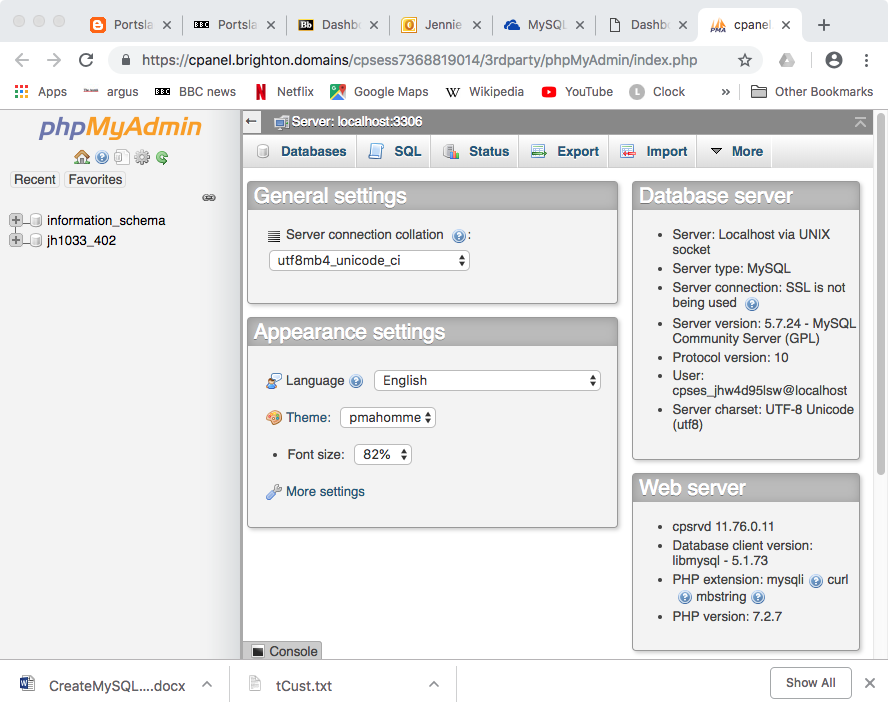 Portsla
BBC Portsla
Bb Dashb
Jennie
MySQL
Dashb
PMA cpanel
https://cpanel.brighton.domains/cpsess7368819014/3rdparty/phpMyAdmin/index.php
Apps argus BBC BBC news Netflix Google Maps W Wikipedia YouTube L Clock » Other Bookmarks
phpMyAdmin
Recent Favorites
information_schema
jh1033_402
Server: localhost:3306
Databases SQL Status Export Import More
General settings
Server connection collation :
utf8mb4_unicode_ci
Appearance settings
Language English
Theme: pmahomme
• Font size: 82%
More settings
Database server
• Server: Localhost via UNIX
socket
• Server type: MySQL
• Server connection: SSL is not
being used
• Server version: 5.7.24 - MySQL
Community Server (GPL)
• Protocol version: 10
• User:
cpses_jhw4d95lsw@localhost
• Server charset: UTF-8 Unicode
(utf8)
Web server
• cpsrvd 11.76.0.11
• Database client version:
libmysql - 5.1.73
• PHP extension: mysqli curl
mbstring
• PHP version: 7.2.7
Console
CreateMySQL....docx
tCust.txt
Show All